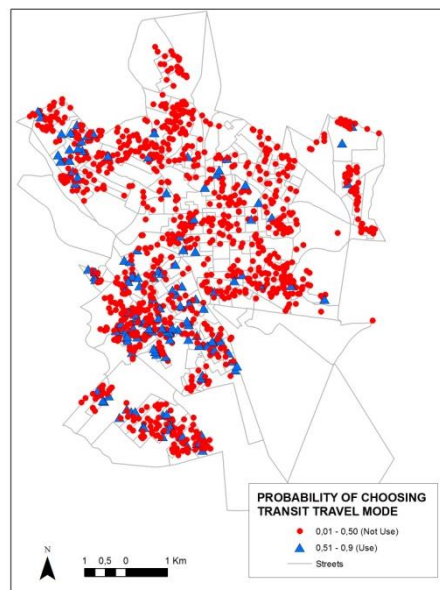 PROBABILITY OF CHOOSING
TRANSIT TRAVEL MODE
0,01 - 0,50 (Not Use)
0,51 - 0,9 (Use)
Streets
N
1 0,5 0 1 Km